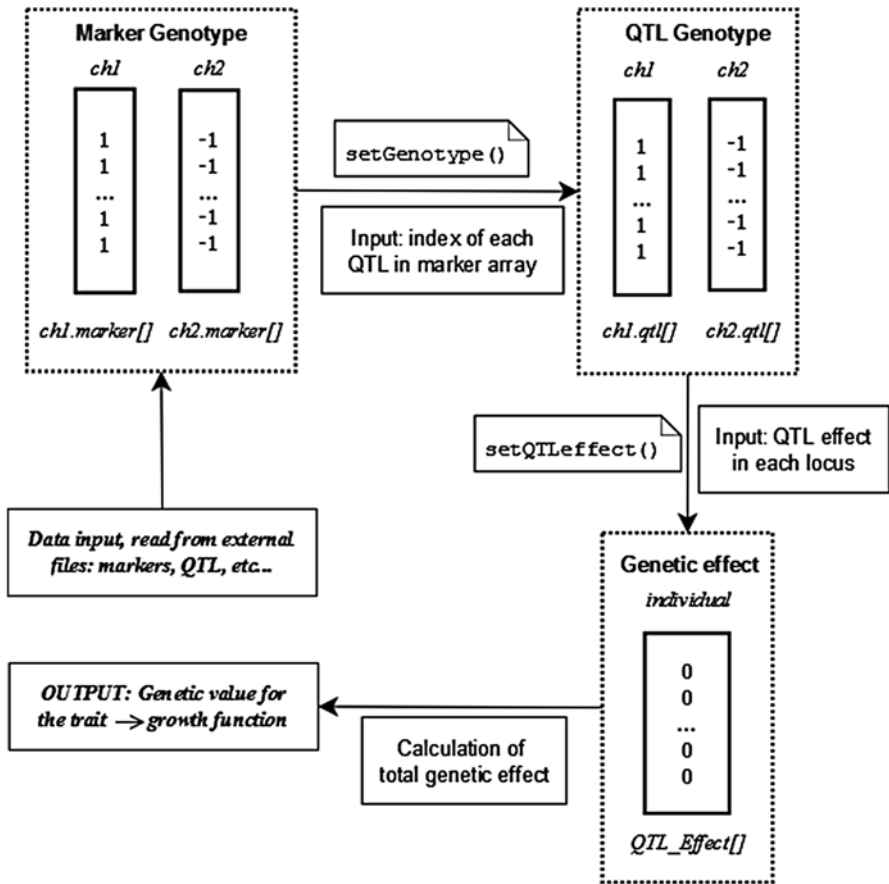 Marker Genotype
ch1 ch2
1 -1
1 -1
... ...
1 -1
1 -1
ch1.marker[] ch2.marker[]
setGenotype()
Input: index of each
QTL in marker array
QTL Genotype
ch1 ch2
1 -1
1 -1
... ...
1 -1
1 -1
ch1.qtl[] ch2.qtl[]
setQTLeffect()
Input: QTL effect
in each locus
Data input, read from external
files: markers, QTL, etc...
Genetic effect
individual
0
0
...
0
0
QTL_Effect[]
Calculation of
total genetic effect
OUTPUT: Genetic value for
the trait → growth function